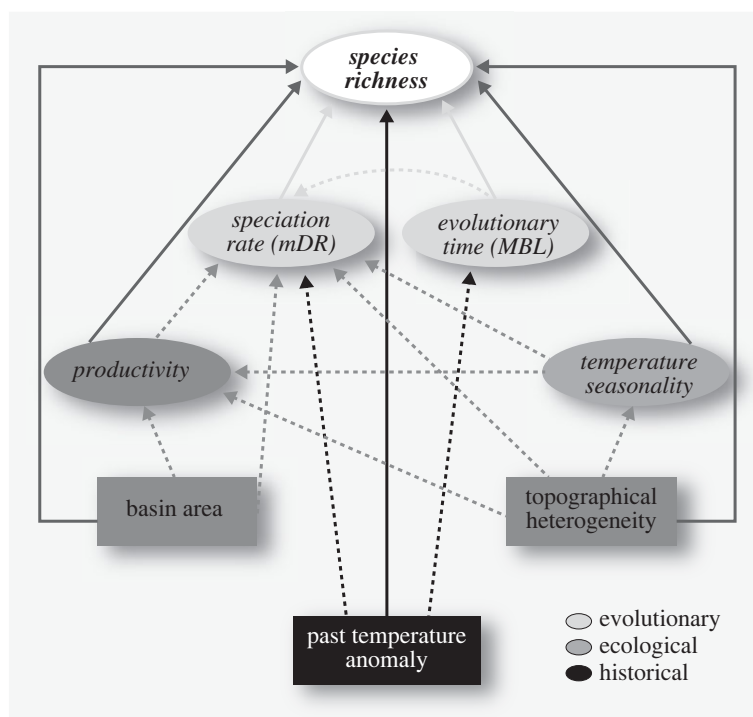 species
richness
speciation
rate (mDR)
evolutionary
time (MBL)
productivity
temperature
seasonality
basin area
topographical
heterogeneity
past temperature
anomaly
evolutionary
ecological
historical